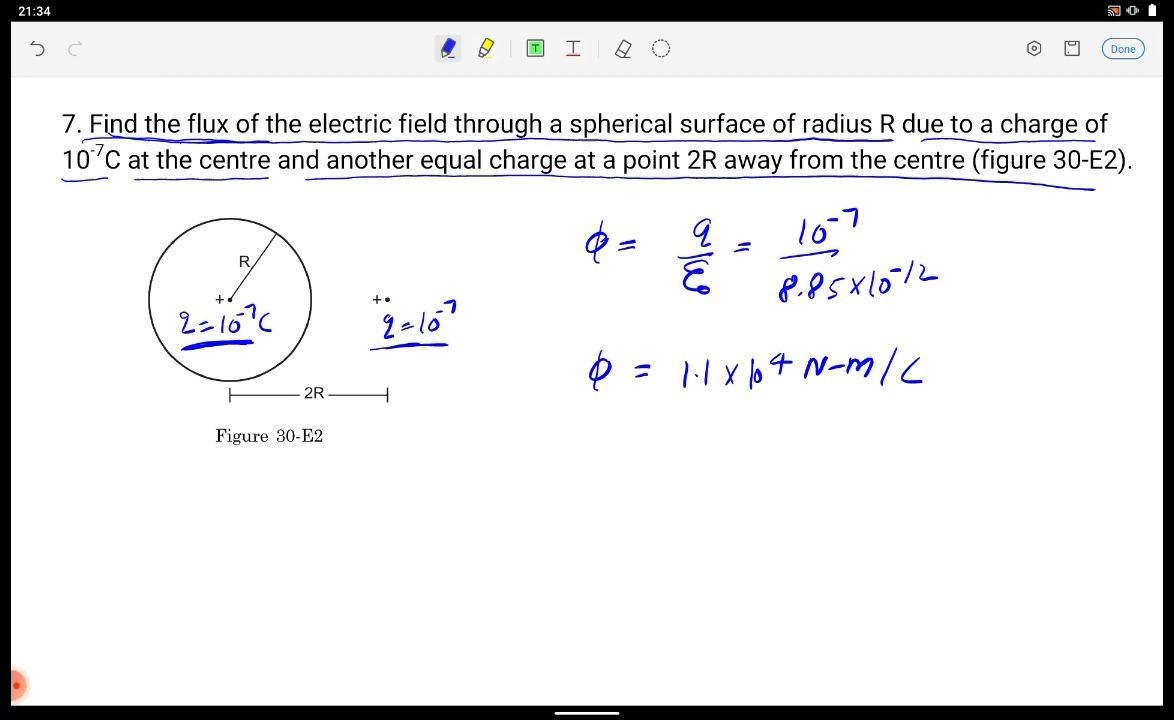 21:34
T T Done
7. Find the flux of the electric field through a spherical surface of radius R due to a charge of
10⁻⁷C at the centre and another equal charge at a point 2R away from the centre (figure 30-E2).
ϕ = q/ε₀ = 10⁻⁷/8.85×10⁻¹²
R
+ +
q=10⁻⁷C q=10⁻⁷
ϕ = 1.1 × 10⁴ N-m/C
2R
Figure 30-E2